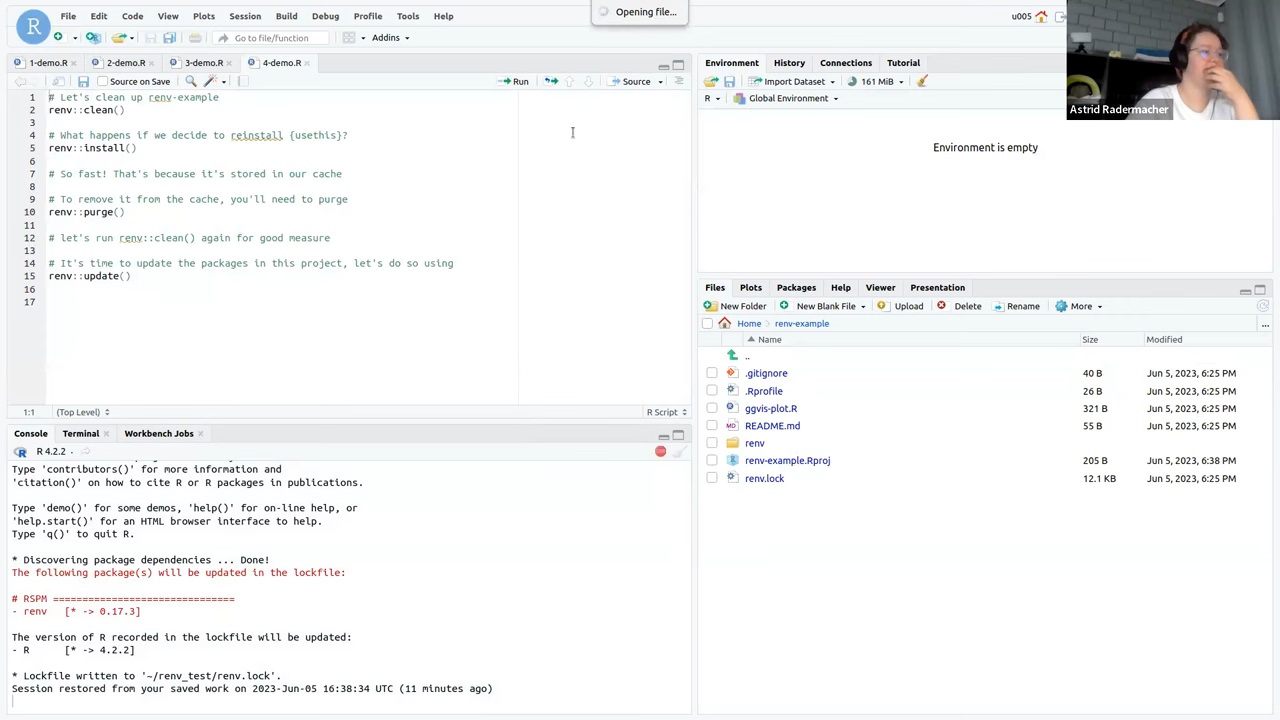 Opening file...
File Edit Code View Plots Session Build Debug Profile Tools Help
u005
R
Go to file/function
Addins
1-demo.R
2-demo.R
3-demo.R
4-demo.R
Source on Save
Run
Source
1 # Let's clean up renv-example
2 renv::clean()
3
4 # What happens if we decide to reinstall {usethis}?
5 renv::install()
6
7 # So fast! That's because it's stored in our cache
8
9 # To remove it from the cache, you'll need to purge
10 renv::purge()
11
12 # let's run renv::clean() again for good measure
13
14 # It's time to update the packages in this project, let's do so using
15 renv::update()
16
17
1:1 (Top Level) R Script
Console Terminal Workbench Jobs
R 4.2.2 ·
Type 'contributors()' for more information and
'citation()' on how to cite R or R packages in publications.
Type 'demo()' for some demos, 'help()' for on-line help, or
'help.start()' for an HTML browser interface to help.
Type 'q()' to quit R.
* Discovering package dependencies ... Done!
The following package(s) will be updated in the lockfile:
# RSPM ===============================
- renv [* -> 0.17.3]
The version of R recorded in the lockfile will be updated:
- R [* -> 4.2.2]
* Lockfile written to '~/renv_test/renv.lock'.
Session restored from your saved work on 2023-Jun-05 16:38:34 UTC (11 minutes ago)
Environment History Connections Tutorial
Import Dataset 161 MiB
R Global Environment
Environment is empty
Astrid Radermacher
Files Plots Packages Help Viewer Presentation
New Folder New Blank File Upload Delete Rename More
Home renv-example ...
Name Size Modified
..
.gitignore 40 B Jun 5, 2023, 6:25 PM
.Rprofile 26 B Jun 5, 2023, 6:25 PM
ggvis-plot.R 321 B Jun 5, 2023, 6:25 PM
README.md 55 B Jun 5, 2023, 6:25 PM
renv
renv-example.Rproj 205 B Jun 5, 2023, 6:38 PM
renv.lock 12.1 KB Jun 5, 2023, 6:25 PM